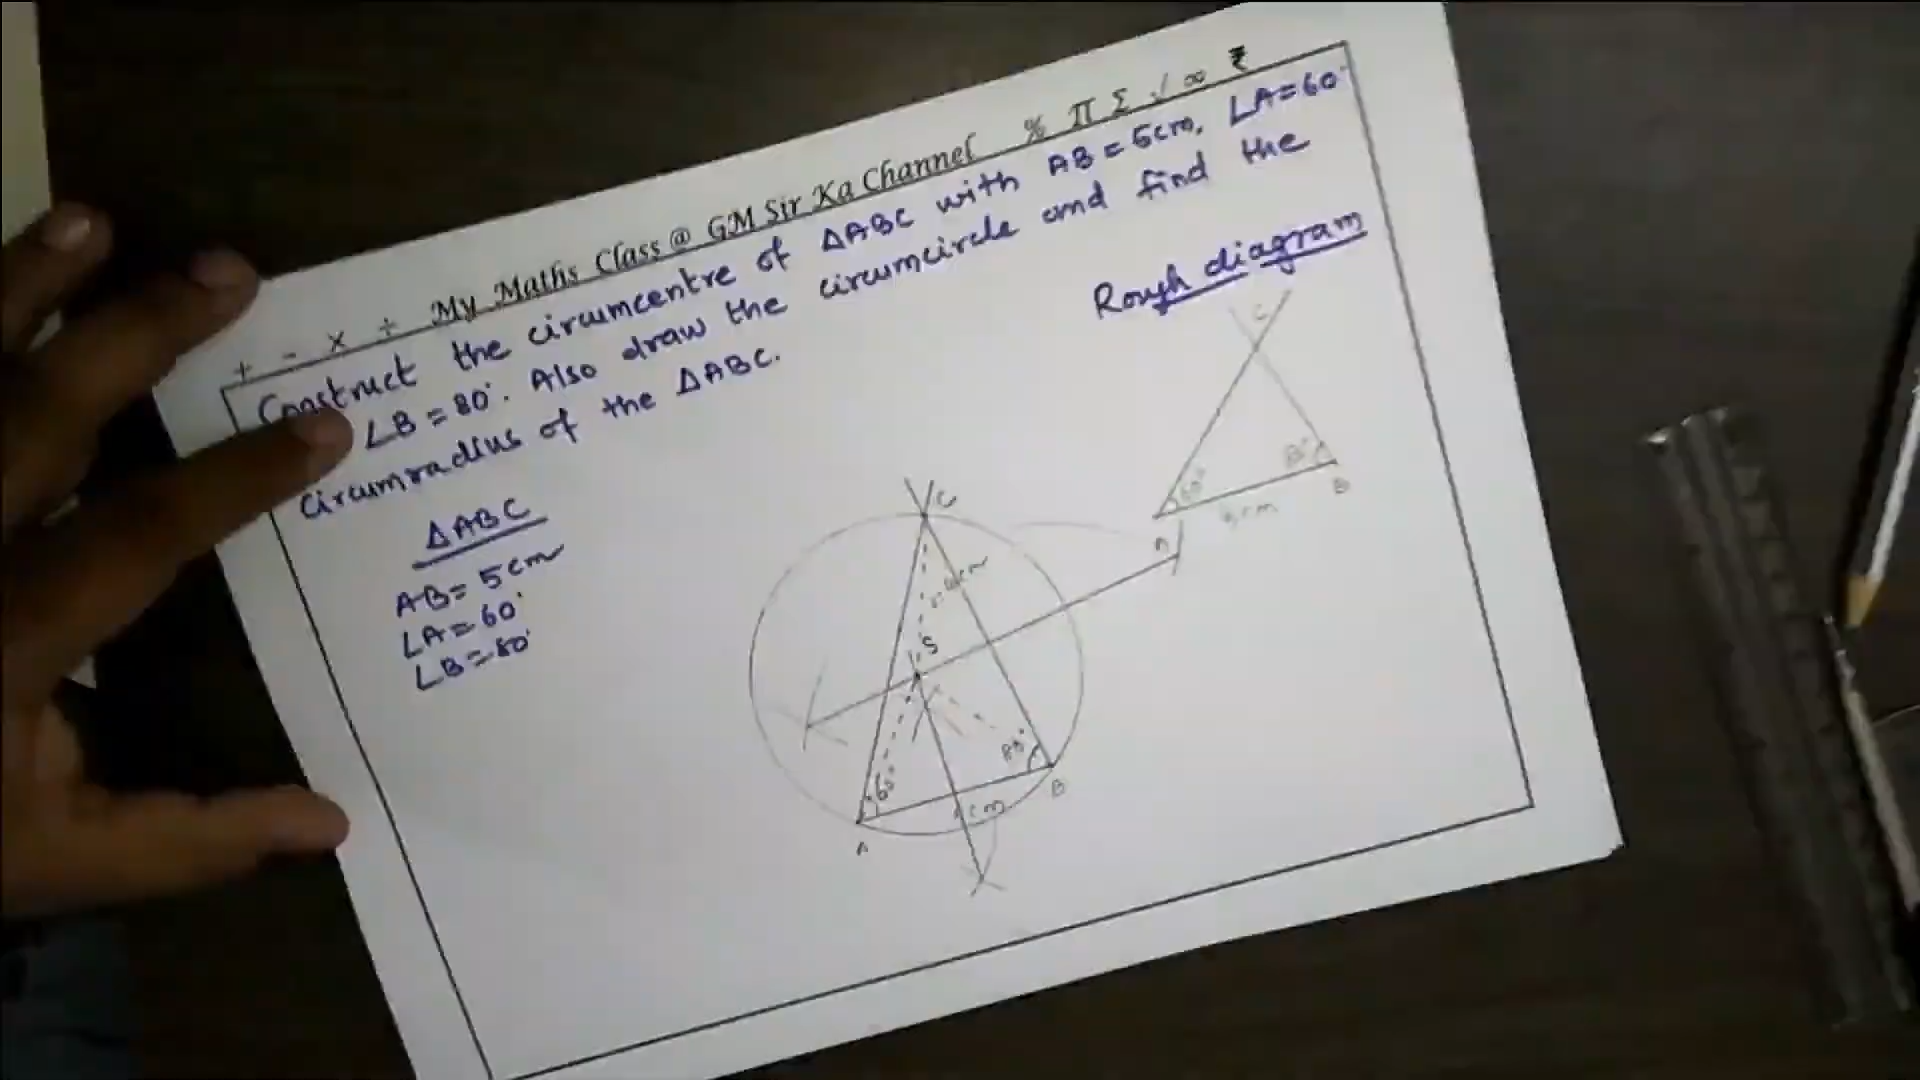 + - × ÷ My Maths Class @ GM Sir Ka Channel % Π Σ √ ∞ ₹
Construct the circumcentre of ΔABC with AB = 5cm, ∠A=60°
∠B = 80°. Also draw the circumcircle and find the
circumradius of the ΔABC.
Rough diagram
C
60°
80°
A
5cm
B
ΔABC
AB= 5cm
∠A=60°
∠B=80°
C
S
60°
80°
cm
A
B